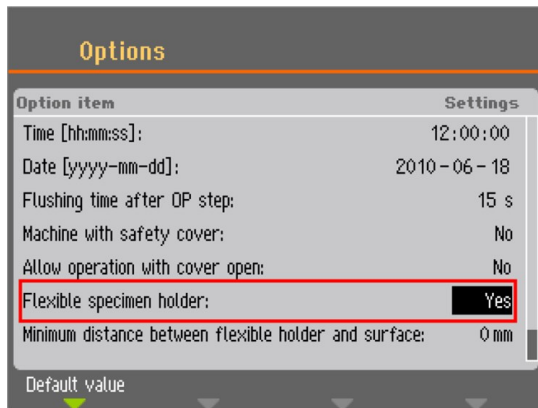 Options
Option item Settings
Time [hh:mm:ss]: 12:00:00
Date [yyyy-mm-dd]: 2010-06-18
Flushing time after OP step: 15 s
Machine with safety cover: No
Allow operation with cover open: No
Flexible specimen holder: Yes
Minimum distance between flexible holder and surface: 0 mm
Default value